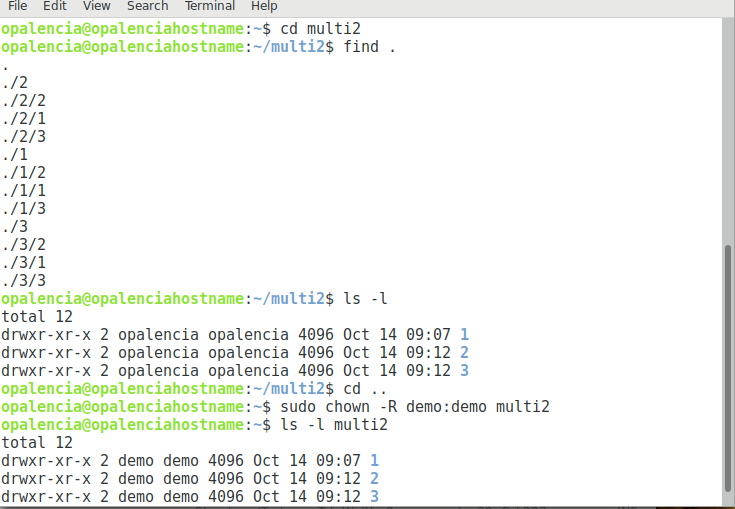 File Edit View Search Terminal Help
opalencia@opalenciahostname:~$ cd multi2
opalencia@opalenciahostname:~/multi2$ find .
.
./2
./2/2
./2/1
./2/3
./1
./1/2
./1/1
./1/3
./3
./3/2
./3/1
./3/3
opalencia@opalenciahostname:~/multi2$ ls -l
total 12
drwxr-xr-x 2 opalencia opalencia 4096 Oct 14 09:07 1
drwxr-xr-x 2 opalencia opalencia 4096 Oct 14 09:12 2
drwxr-xr-x 2 opalencia opalencia 4096 Oct 14 09:12 3
opalencia@opalenciahostname:~/multi2$ cd ..
opalencia@opalenciahostname:~$ sudo chown -R demo:demo multi2
opalencia@opalenciahostname:~$ ls -l multi2
total 12
drwxr-xr-x 2 demo demo 4096 Oct 14 09:07 1
drwxr-xr-x 2 demo demo 4096 Oct 14 09:12 2
drwxr-xr-x 2 demo demo 4096 Oct 14 09:12 3